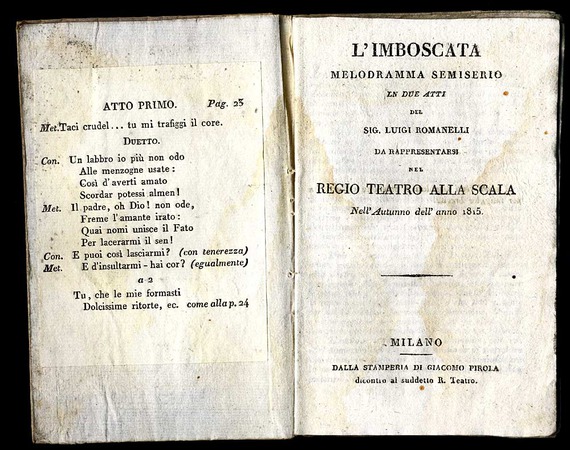 ATTO PRIMO. Pag. 23
Met. Taci crudel... tu mi trafiggi il core.
DUETTO.
Con. Un labbro io più non odo
Alle menzogne usate:
Così d'averti amato
Scordar potessi almen!
Met. Il padre, oh Dio! non ode,
Freme l'amante irato:
Quai nomi unisce il Fato
Per lacerarmi il sen!
Con. E puoi così lasciarmi? (con tenerezza)
Met. E d'insultarmi - hai cor? (egualmente)
a 2
Tu, che le mie formasti
Dolcissime ritorte, ec. come alla p. 24
L'IMBOSCATA
MELODRAMMA SEMISERIO
IN DUE ATTI
DEL
SIG. LUIGI ROMANELLI
DA RAPPRESENTARSI
NEL
REGIO TEATRO ALLA SCALA
Nell'Autunno dell'anno 1815.
MILANO
DALLA STAMPERIA DI GIACOMO PIROLA
dicontro al suddetto R. Teatro.